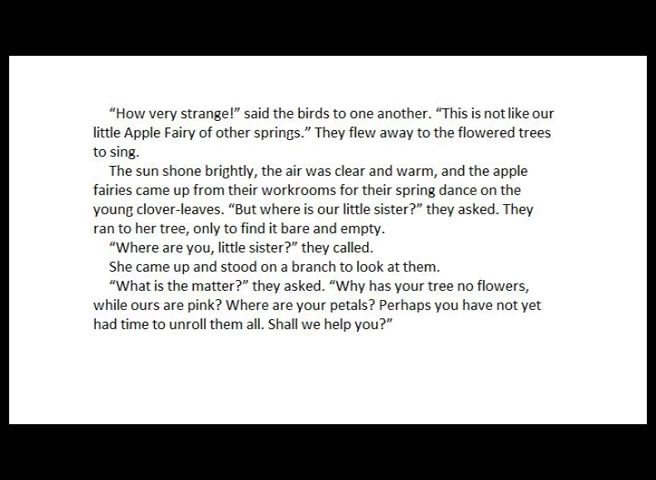 “How very strange!” said the birds to one another. “This is not like our
little Apple Fairy of other springs.” They flew away to the flowered trees
to sing.
The sun shone brightly, the air was clear and warm, and the apple
fairies came up from their workrooms for their spring dance on the
young clover-leaves. “But where is our little sister?” they asked. They
ran to her tree, only to find it bare and empty.
“Where are you, little sister?” they called.
She came up and stood on a branch to look at them.
“What is the matter?” they asked. “Why has your tree no flowers,
while ours are pink? Where are your petals? Perhaps you have not yet
had time to unroll them all. Shall we help you?”